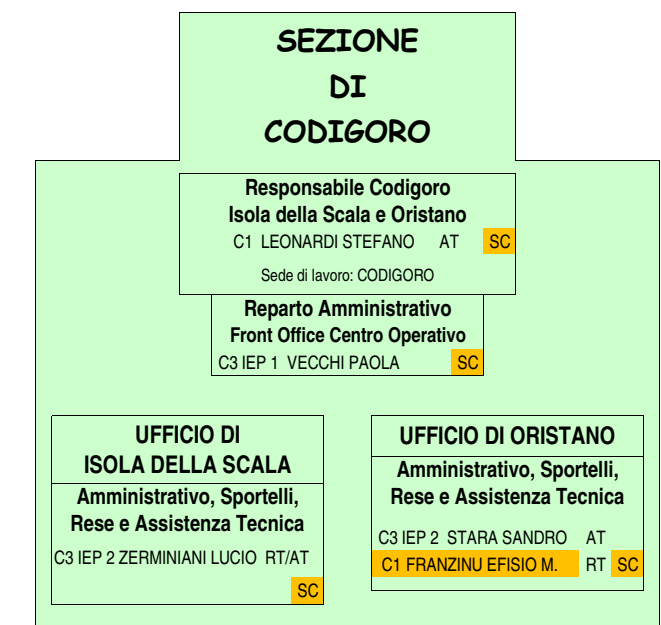 SEZIONE
DI
CODIGORO
Responsabile Codigoro
Isola della Scala e Oristano
C1 LEONARDI STEFANO AT SC
Sede di lavoro: CODIGORO
Reparto Amministrativo
Front Office Centro Operativo
C3 IEP 1 VECCHI PAOLA SC
UFFICIO DI
ISOLA DELLA SCALA
Amministrativo, Sportelli,
Rese e Assistenza Tecnica
C3 IEP 2 ZERMINIANI LUCIO RT/AT
SC
UFFICIO DI ORISTANO
Amministrativo, Sportelli,
Rese e Assistenza Tecnica
C3 IEP 2 STARA SANDRO AT
C1 FRANZINU EFISIO M. RT SC